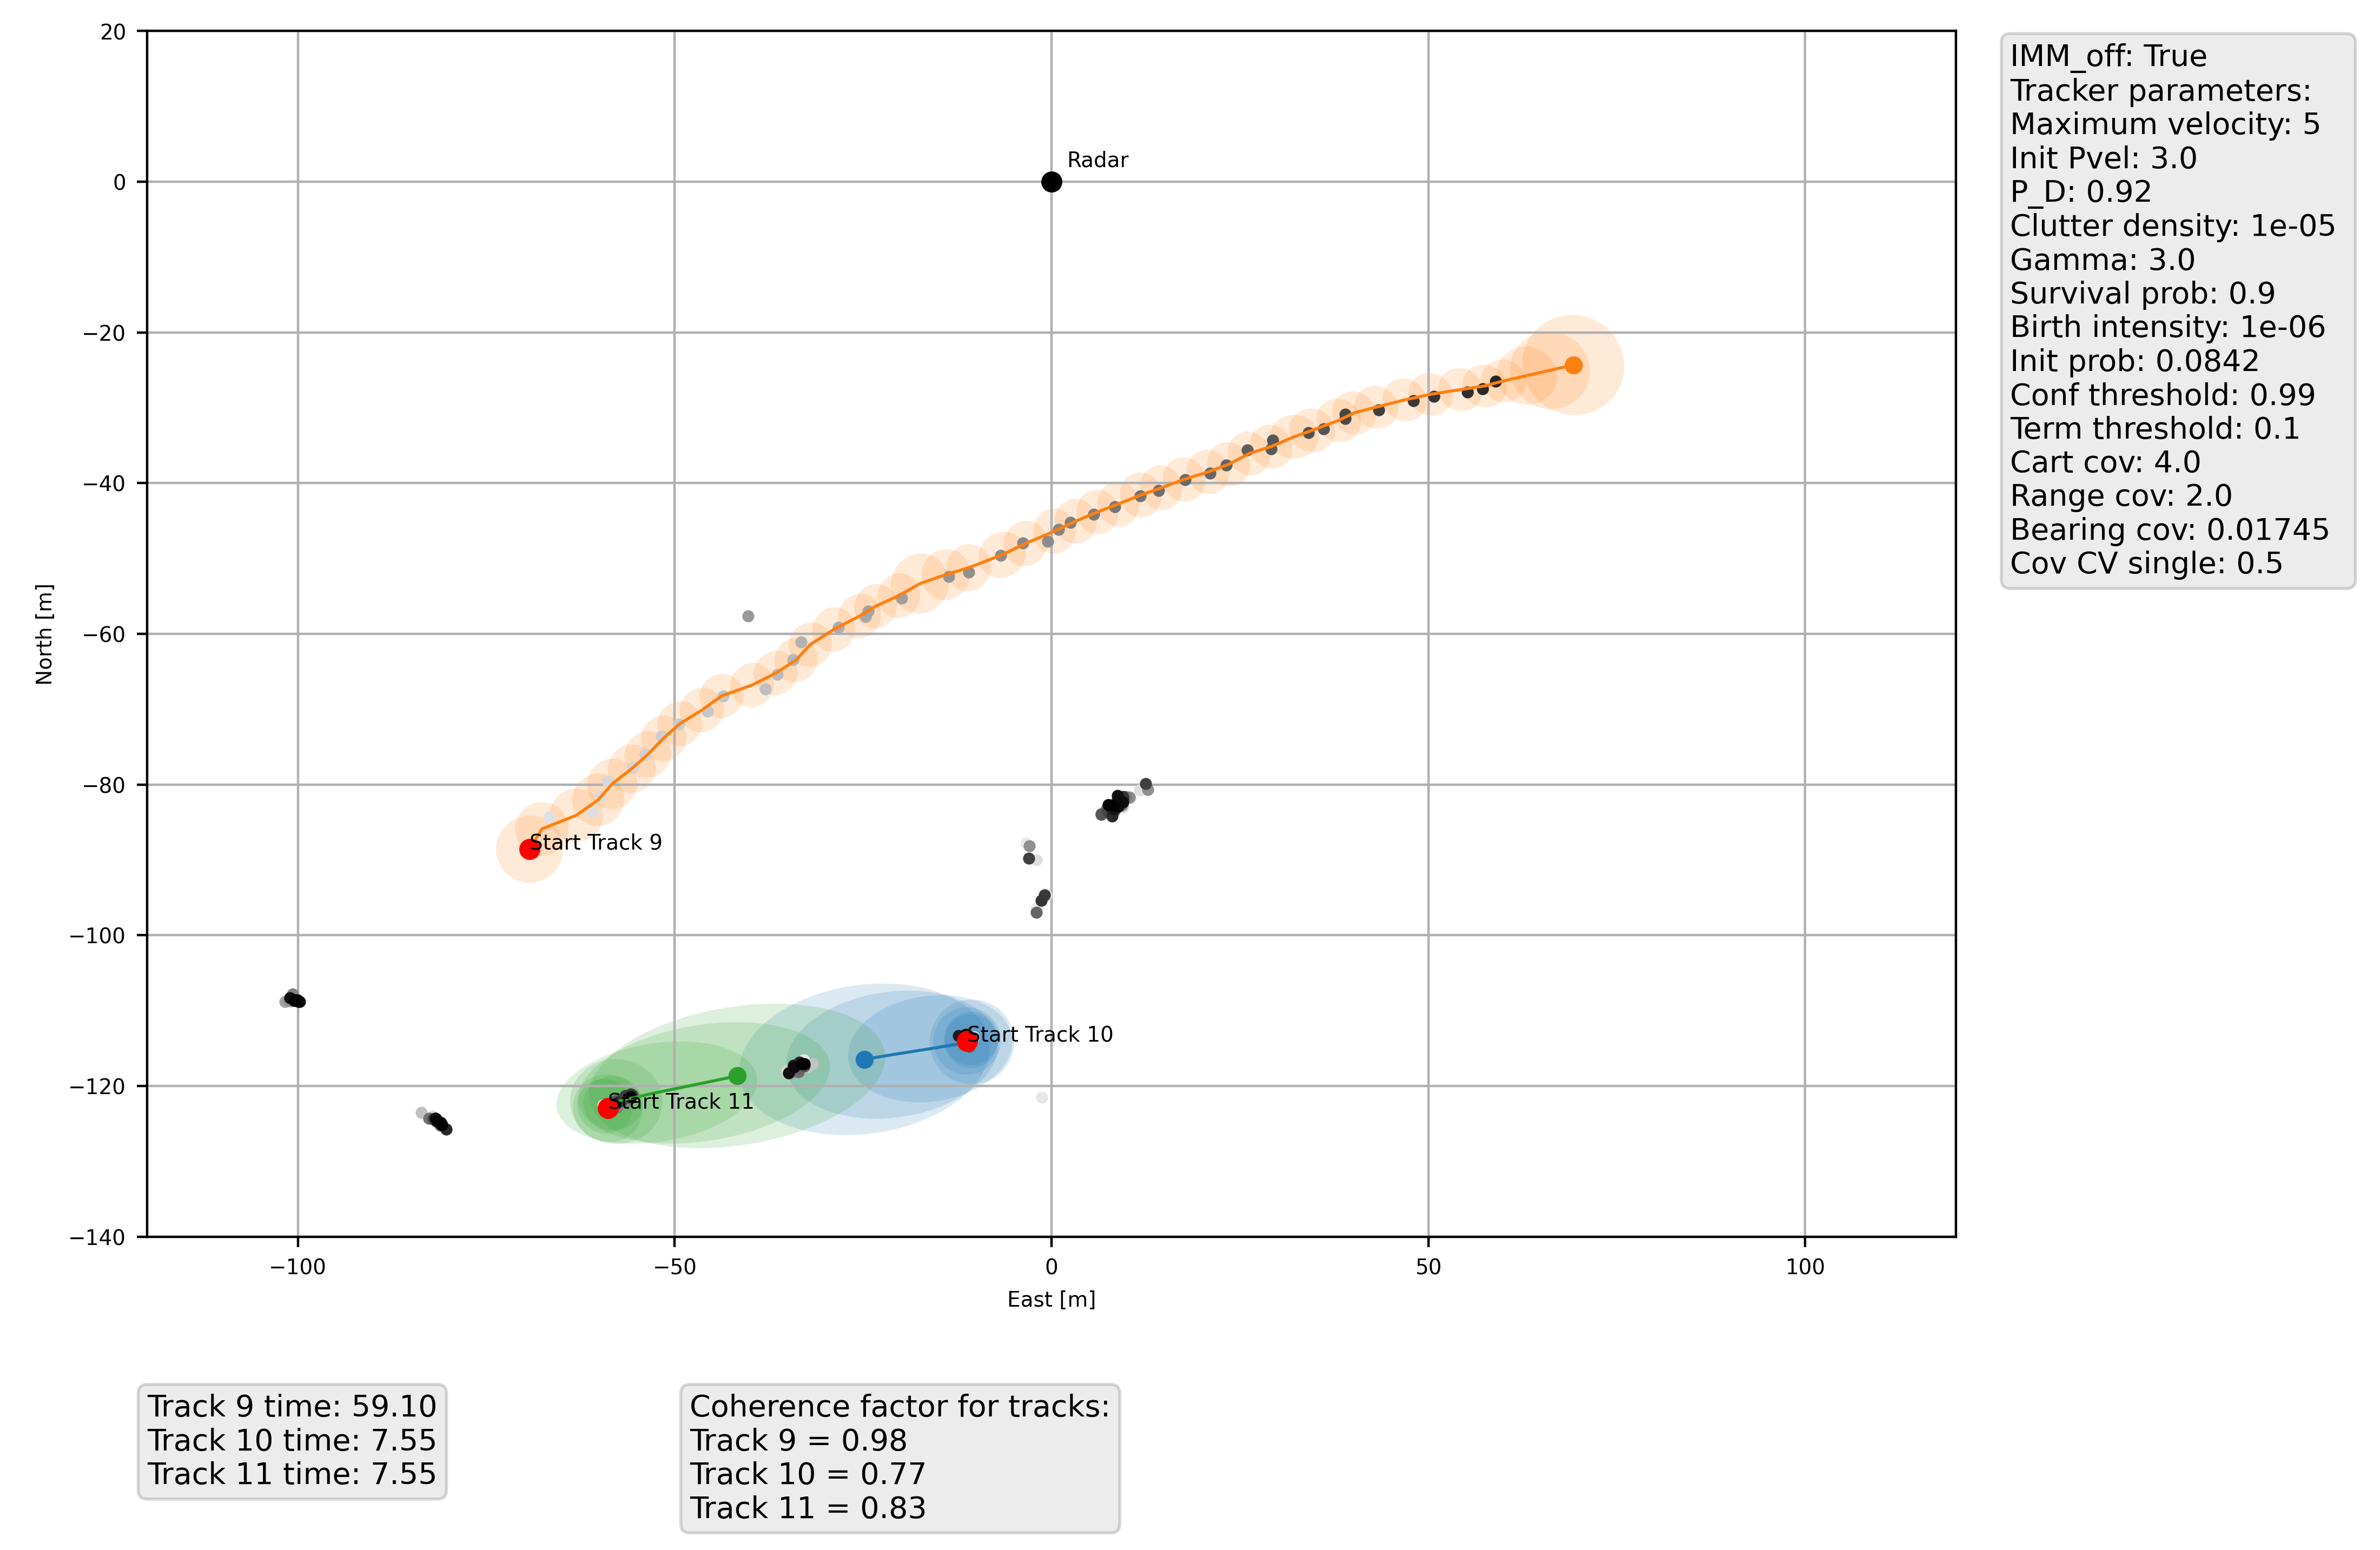 20
0
−20
−40
−60
−80
−100
−120
−140
North [m]
−100
−50
0
50
100
East [m]
Radar
Start Track 9
Start Track 10
Start Track 11
IMM_off: True
Tracker parameters:
Maximum velocity: 5
Init Pvel: 3.0
P_D: 0.92
Clutter density: 1e-05
Gamma: 3.0
Survival prob: 0.9
Birth intensity: 1e-06
Init prob: 0.0842
Conf threshold: 0.99
Term threshold: 0.1
Cart cov: 4.0
Range cov: 2.0
Bearing cov: 0.01745
Cov CV single: 0.5
Track 9 time: 59.10
Track 10 time: 7.55
Track 11 time: 7.55
Coherence factor for tracks:
Track 9 = 0.98
Track 10 = 0.77
Track 11 = 0.83